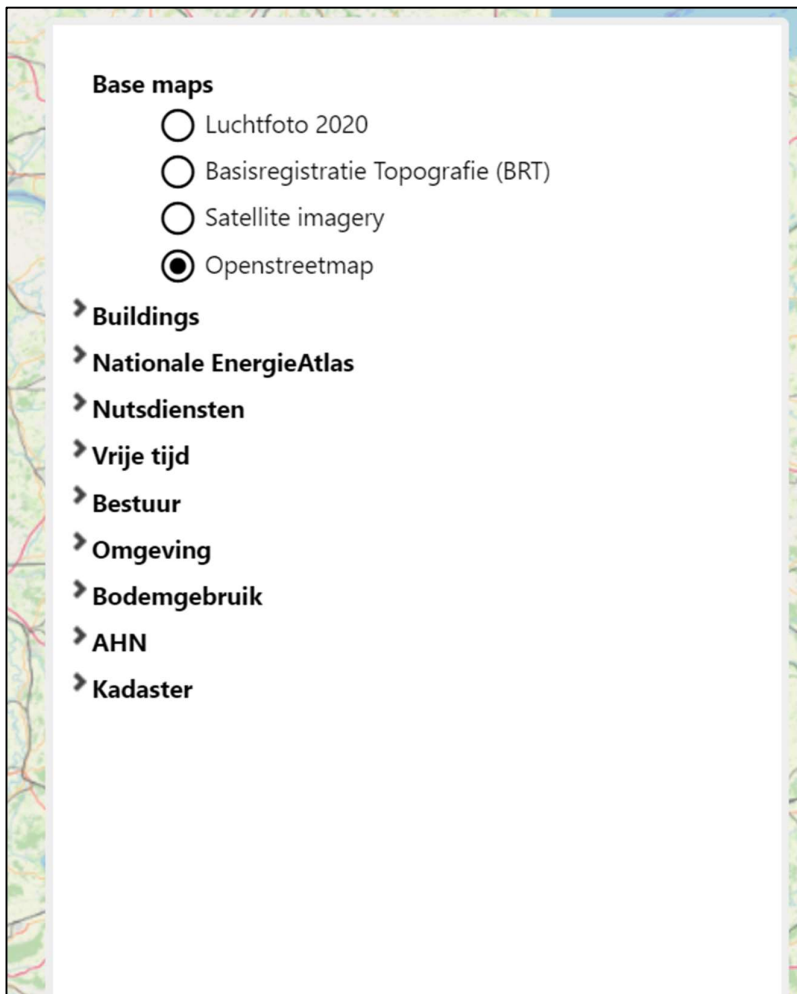 Base maps
Luchtfoto 2020
Basisregistratie Topografie (BRT)
Satellite imagery
Openstreetmap
Buildings
Nationale EnergieAtlas
Nutsdiensten
Vrije tijd
Bestuur
Omgeving
Bodemgebruik
AHN
Kadaster